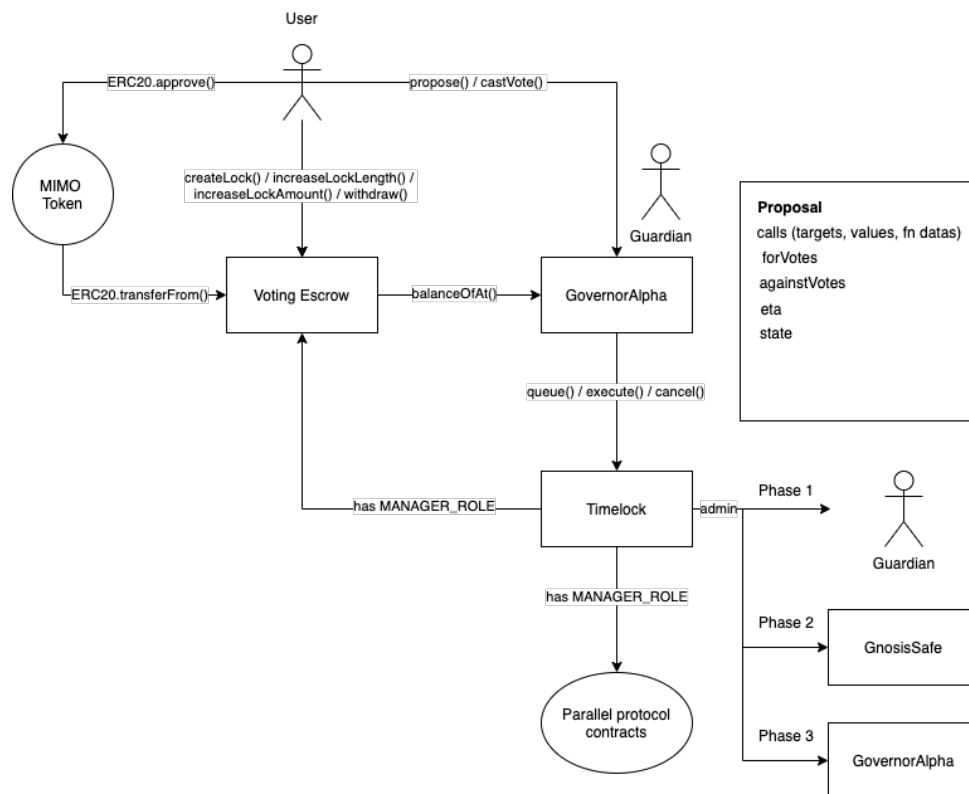 User
ERC20.approve()
propose() / castVote()
MIMO
Token
createLock() / increaseLockLength() /
increaseLockAmount() / withdraw()
Guardian
Proposal
calls (targets, values, fn datas)
forVotes
againstVotes
eta
state
ERC20.transferFrom()
Voting Escrow
balanceOfAt()
GovernorAlpha
queue() / execute() / cancel()
has MANAGER_ROLE
Timelock
admin
Phase 1
Guardian
has MANAGER_ROLE
Phase 2
GnosisSafe
Parallel protocol
contracts
Phase 3
GovernorAlpha